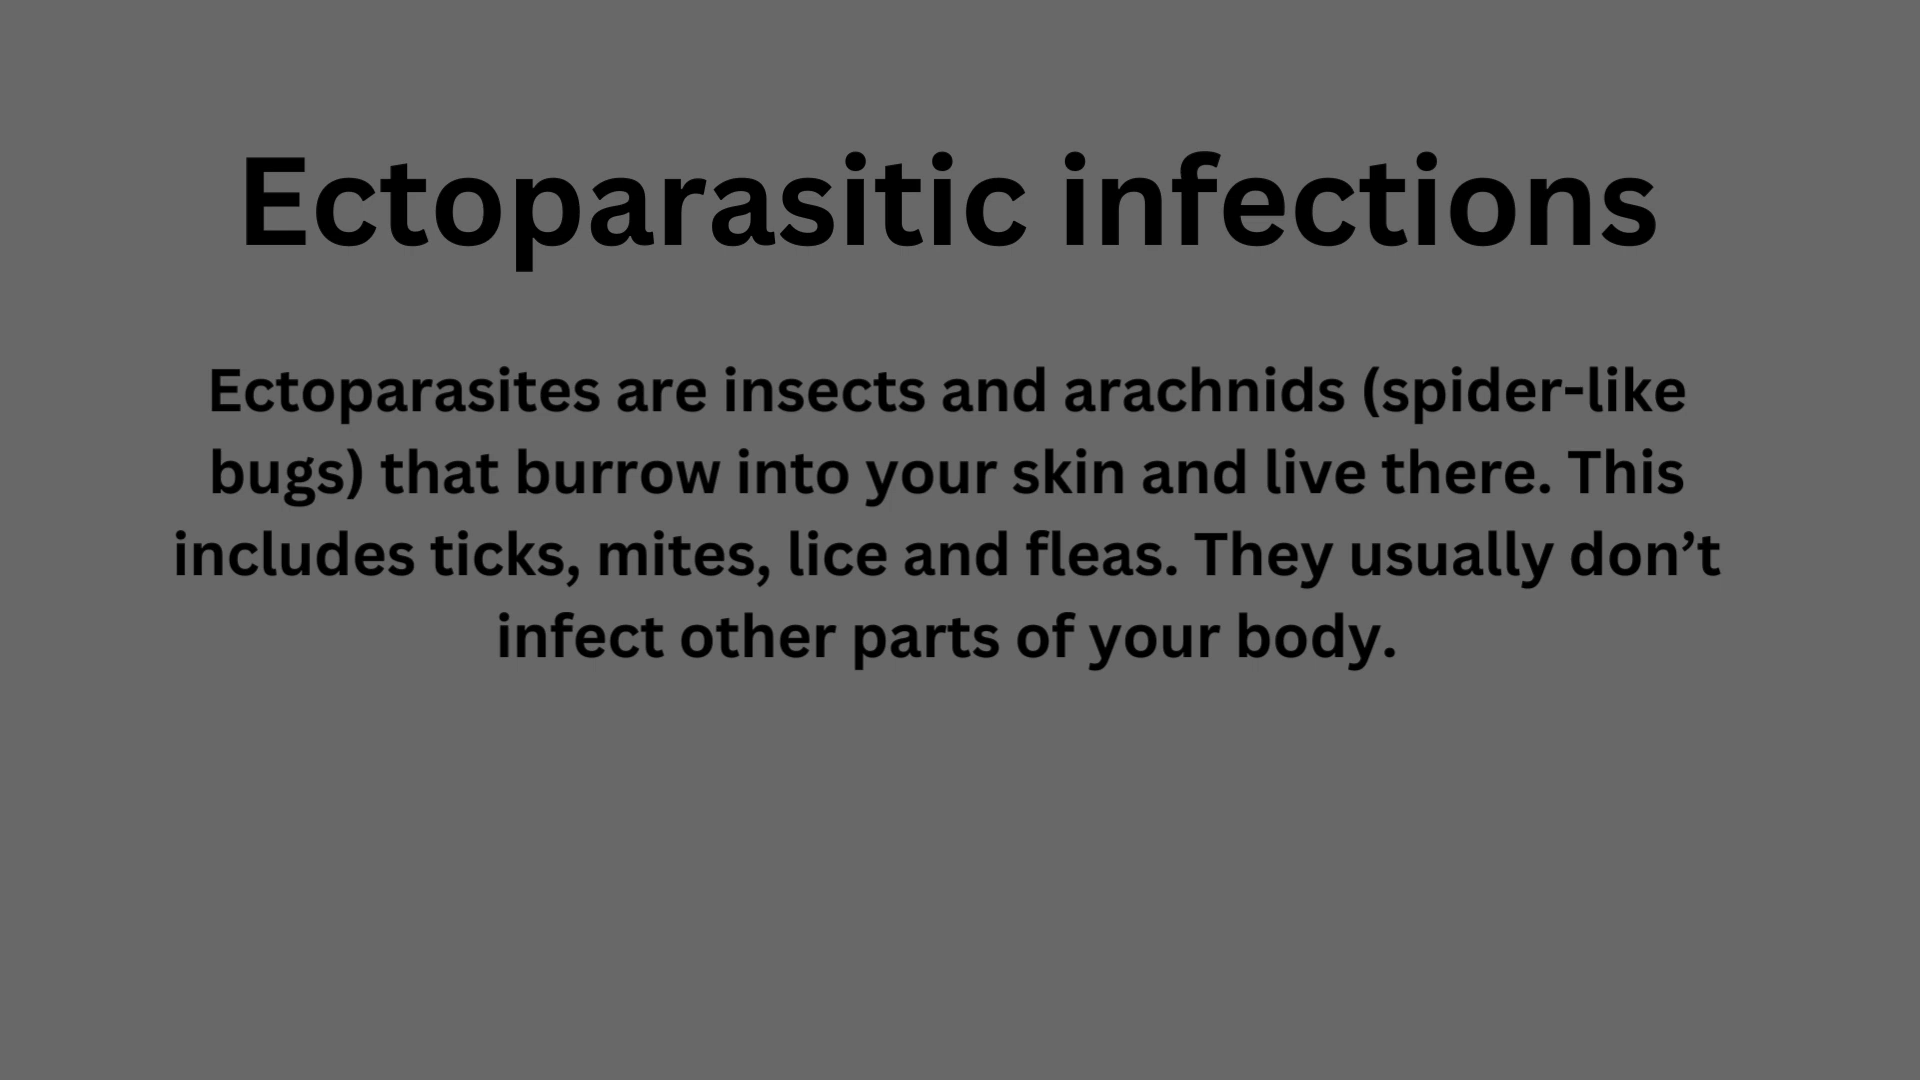 Ectoparasitic infections
Ectoparasites are insects and arachnids (spider-like
bugs) that burrow into your skin and live there. This
includes ticks, mites, lice and fleas. They usually don’t
infect other parts of your body.